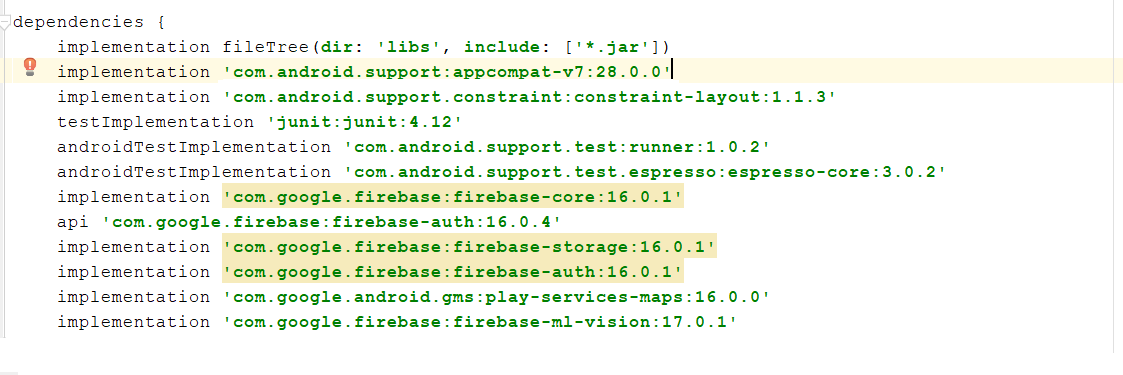 dependencies {
implementation fileTree(dir: 'libs', include: ['*.jar'])
implementation 'com.android.support:appcompat-v7:28.0.0'
implementation 'com.android.support.constraint:constraint-layout:1.1.3'
testImplementation 'junit:junit:4.12'
androidTestImplementation 'com.android.support.test:runner:1.0.2'
androidTestImplementation 'com.android.support.test.espresso:espresso-core:3.0.2'
implementation 'com.google.firebase:firebase-core:16.0.1'
api 'com.google.firebase:firebase-auth:16.0.4'
implementation 'com.google.firebase:firebase-storage:16.0.1'
implementation 'com.google.firebase:firebase-auth:16.0.1'
implementation 'com.google.android.gms:play-services-maps:16.0.0'
implementation 'com.google.firebase:firebase-ml-vision:17.0.1'